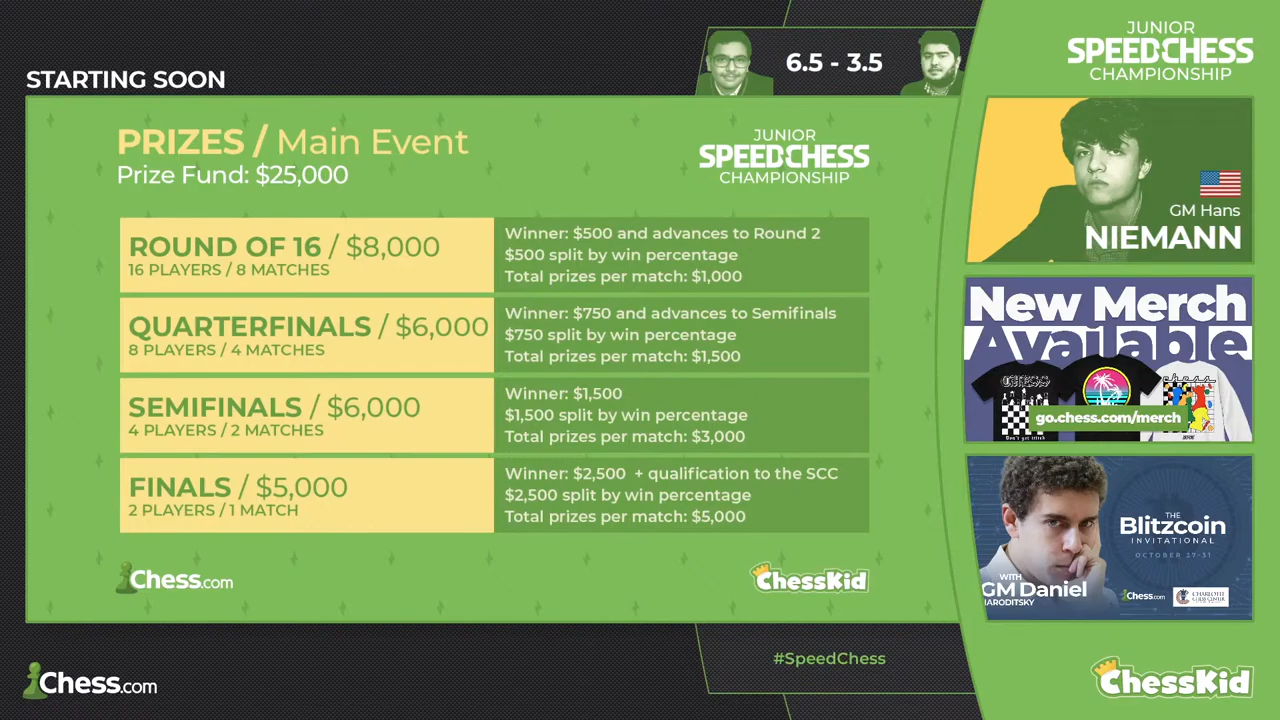 STARTING SOON
6.5 - 3.5
PRIZES / Main Event
Prize Fund: $25,000
JUNIOR
SPEEDCHESS
CHAMPIONSHIP
ROUND OF 16 / $8,000
16 PLAYERS / 8 MATCHES
Winner: $500 and advances to Round 2
$500 split by win percentage
Total prizes per match: $1,000
QUARTERFINALS / $6,000
8 PLAYERS / 4 MATCHES
Winner: $750 and advances to Semifinals
$750 split by win percentage
Total prizes per match: $1,500
SEMIFINALS / $6,000
4 PLAYERS / 2 MATCHES
Winner: $1,500
$1,500 split by win percentage
Total prizes per match: $3,000
FINALS / $5,000
2 PLAYERS / 1 MATCH
Winner: $2,500 + qualification to the SCC
$2,500 split by win percentage
Total prizes per match: $5,000
Chess.com
ChessKid
#SpeedChess
Chess.com
JUNIOR
SPEEDCHESS
CHAMPIONSHIP
GM Hans
NIEMANN
New Merch
Available
CHESS
chess
go.chess.com/merch
THE
Blitzcoin
INVITATIONAL
OCTOBER 27-31
WITH
GM Daniel
NARODITSKY
Chess.com
CHARLOTTE
CHESS CENTER
ChessKid